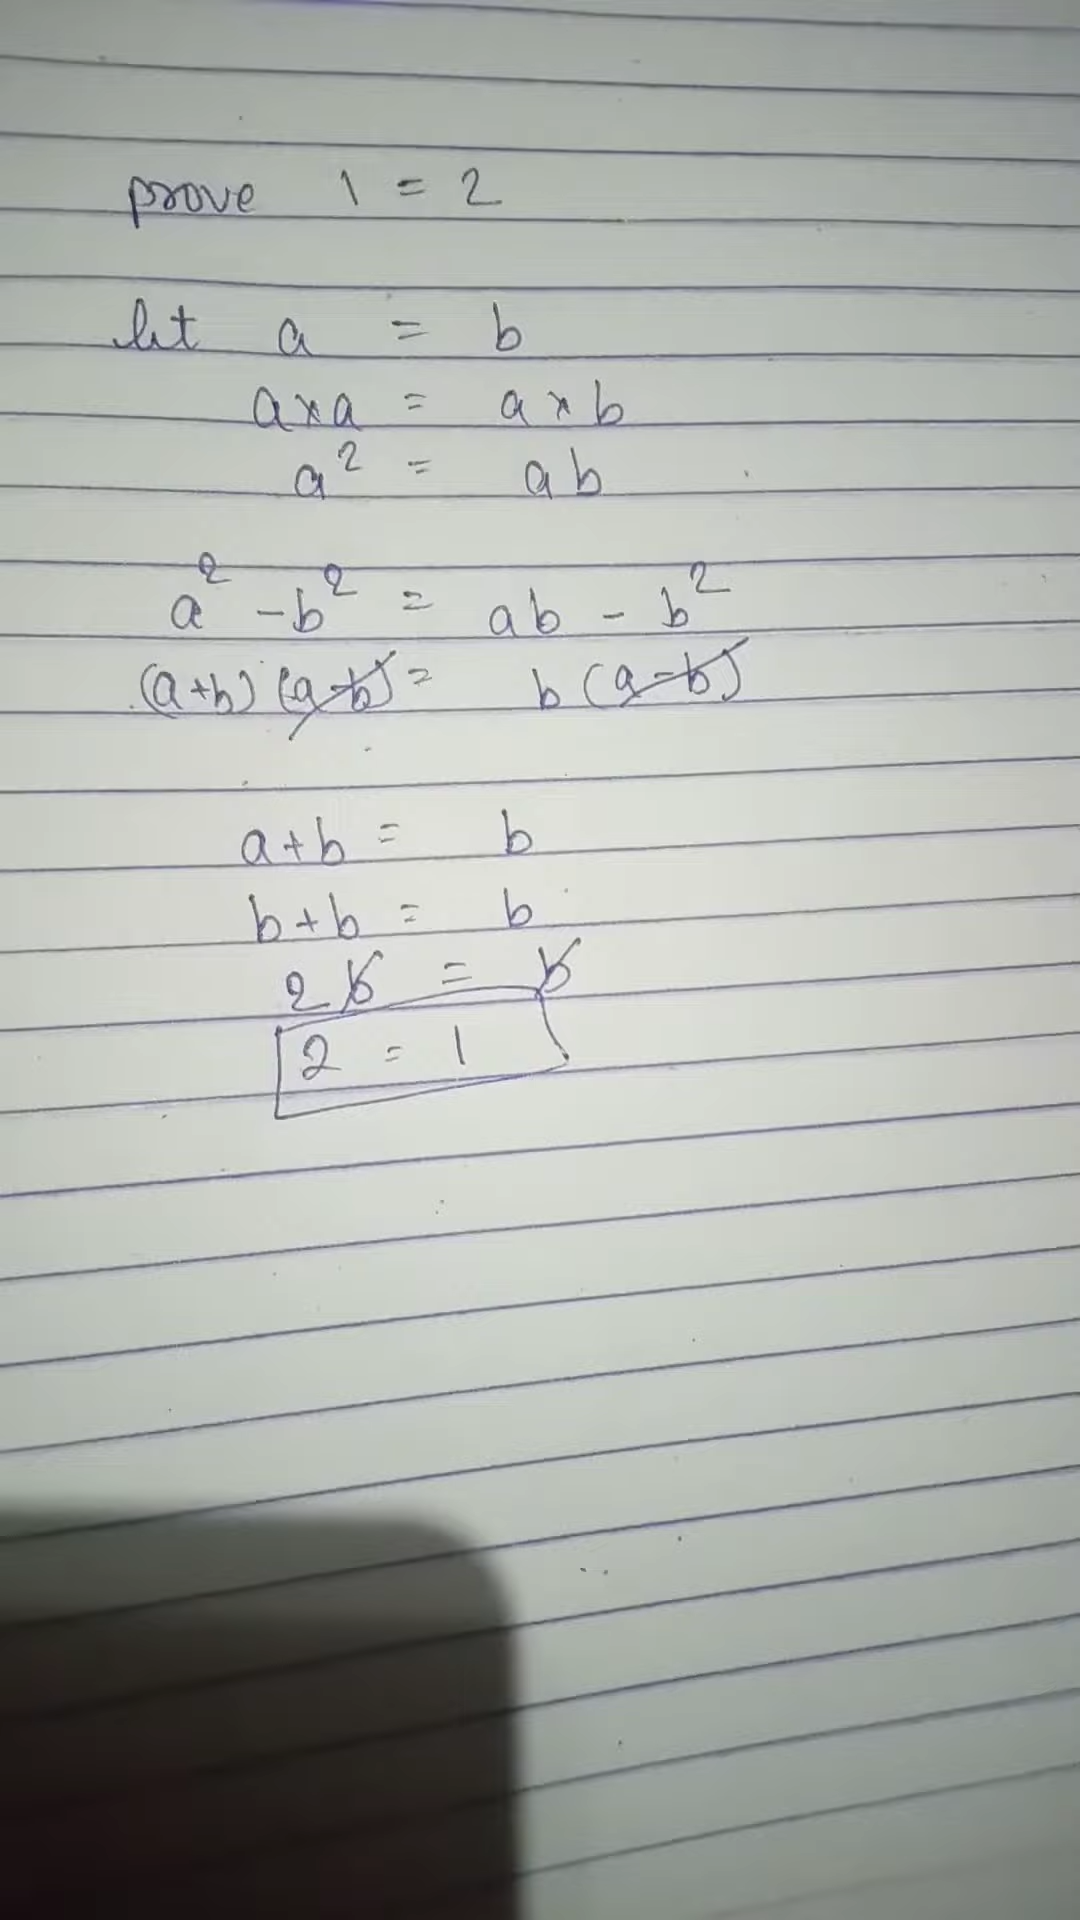 prove 1 = 2
let a = b
a×a = a×b
a² = ab
a² -b² = ab - b²
(a+b) (a-b) = b (a-b)
a+b = b
b+b = b
2b = b
2 = 1